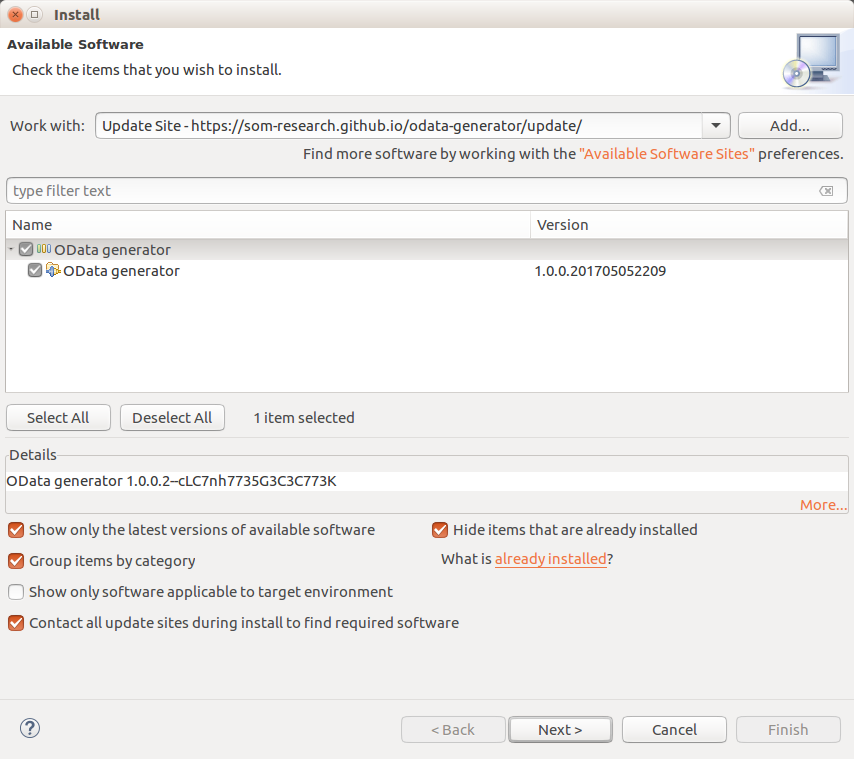 Install
Available Software
Check the items that you wish to install.
Work with: Update Site - https://som-research.github.io/odata-generator/update/ Add...
Find more software by working with the "Available Software Sites" preferences.
type filter text
Name Version
OData generator
OData generator 1.0.0.201705052209
Select All Deselect All 1 item selected
Details
OData generator 1.0.0.2--cLC7nh7735G3C3C773K
More...
Show only the latest versions of available software Hide items that are already installed
Group items by category What is already installed?
Show only software applicable to target environment
Contact all update sites during install to find required software
? < Back Next > Cancel Finish